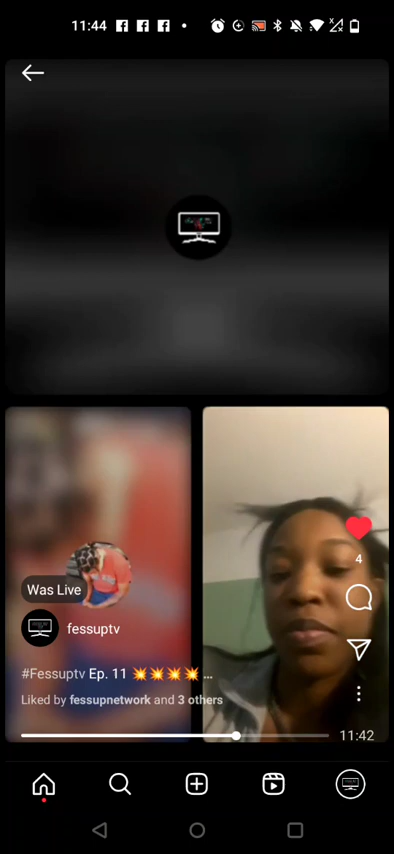 11:44
Was Live
fessuptv
#Fessuptv Ep. 11 💥💥💥💥 ...
Liked by fessupnetwork and 3 others
4
11:42